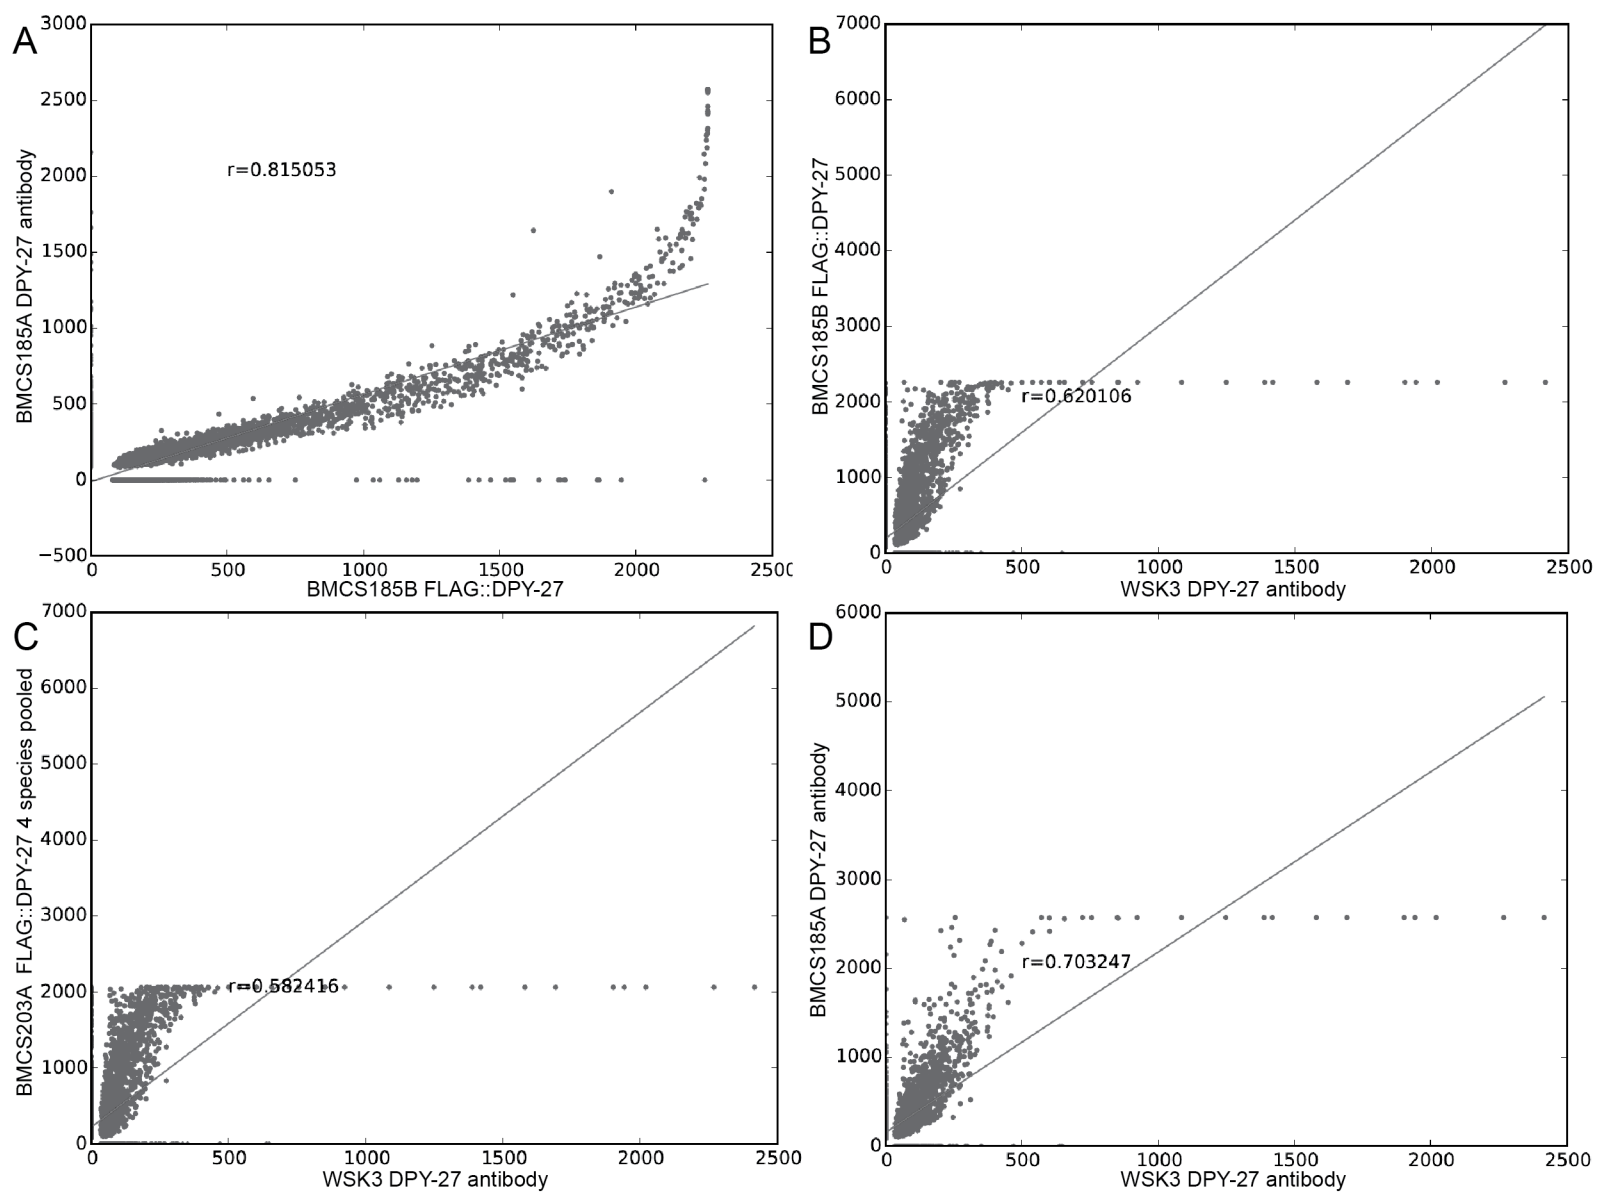 A
3000
2500
2000
1500
1000
500
0
−500
BMCS185A DPY-27 antibody
r=0.815053
0 500 1000 1500 2000 2500
BMCS185B FLAG::DPY-27
B
7000
6000
5000
4000
3000
2000
1000
0
BMCS185B FLAG::DPY-27
r=0.620106
0 500 1000 1500 2000 2500
WSK3 DPY-27 antibody
C
7000
6000
5000
4000
3000
2000
1000
0
BMCS203A FLAG::DPY-27 4 species pooled
r=0.582416
0 500 1000 1500 2000 2500
WSK3 DPY-27 antibody
D
6000
5000
4000
3000
2000
1000
0
BMCS185A DPY-27 antibody
r=0.703247
0 500 1000 1500 2000 2500
WSK3 DPY-27 antibody